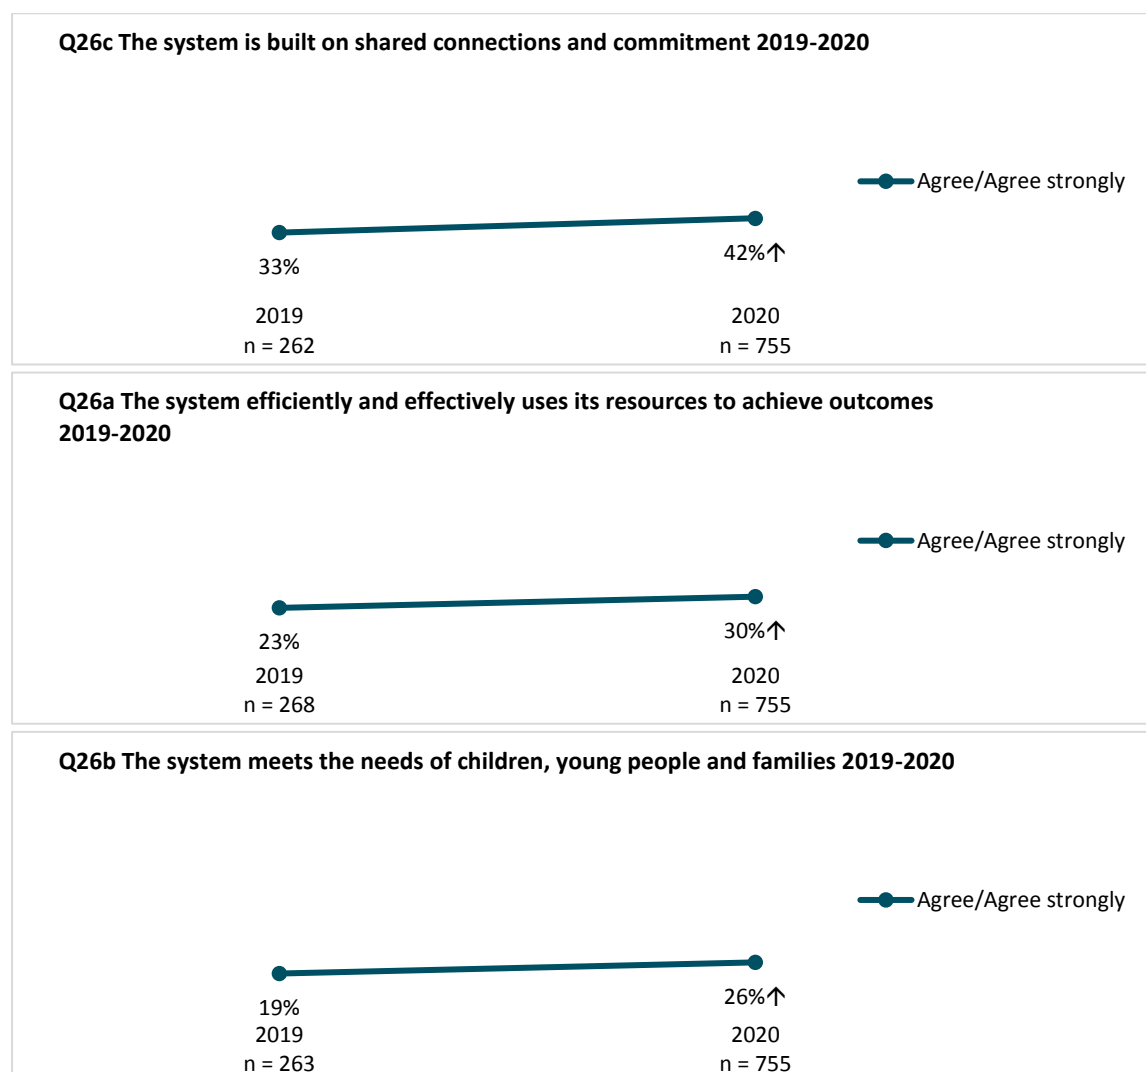 Q26c The system is built on shared connections and commitment 2019-2020
Agree/Agree strongly
33%
42%↑
2019
2020
n = 262
n = 755
Q26a The system efficiently and effectively uses its resources to achieve outcomes
2019-2020
Agree/Agree strongly
23%
30%↑
2019
2020
n = 268
n = 755
Q26b The system meets the needs of children, young people and families 2019-2020
Agree/Agree strongly
19%
26%↑
2019
2020
n = 263
n = 755